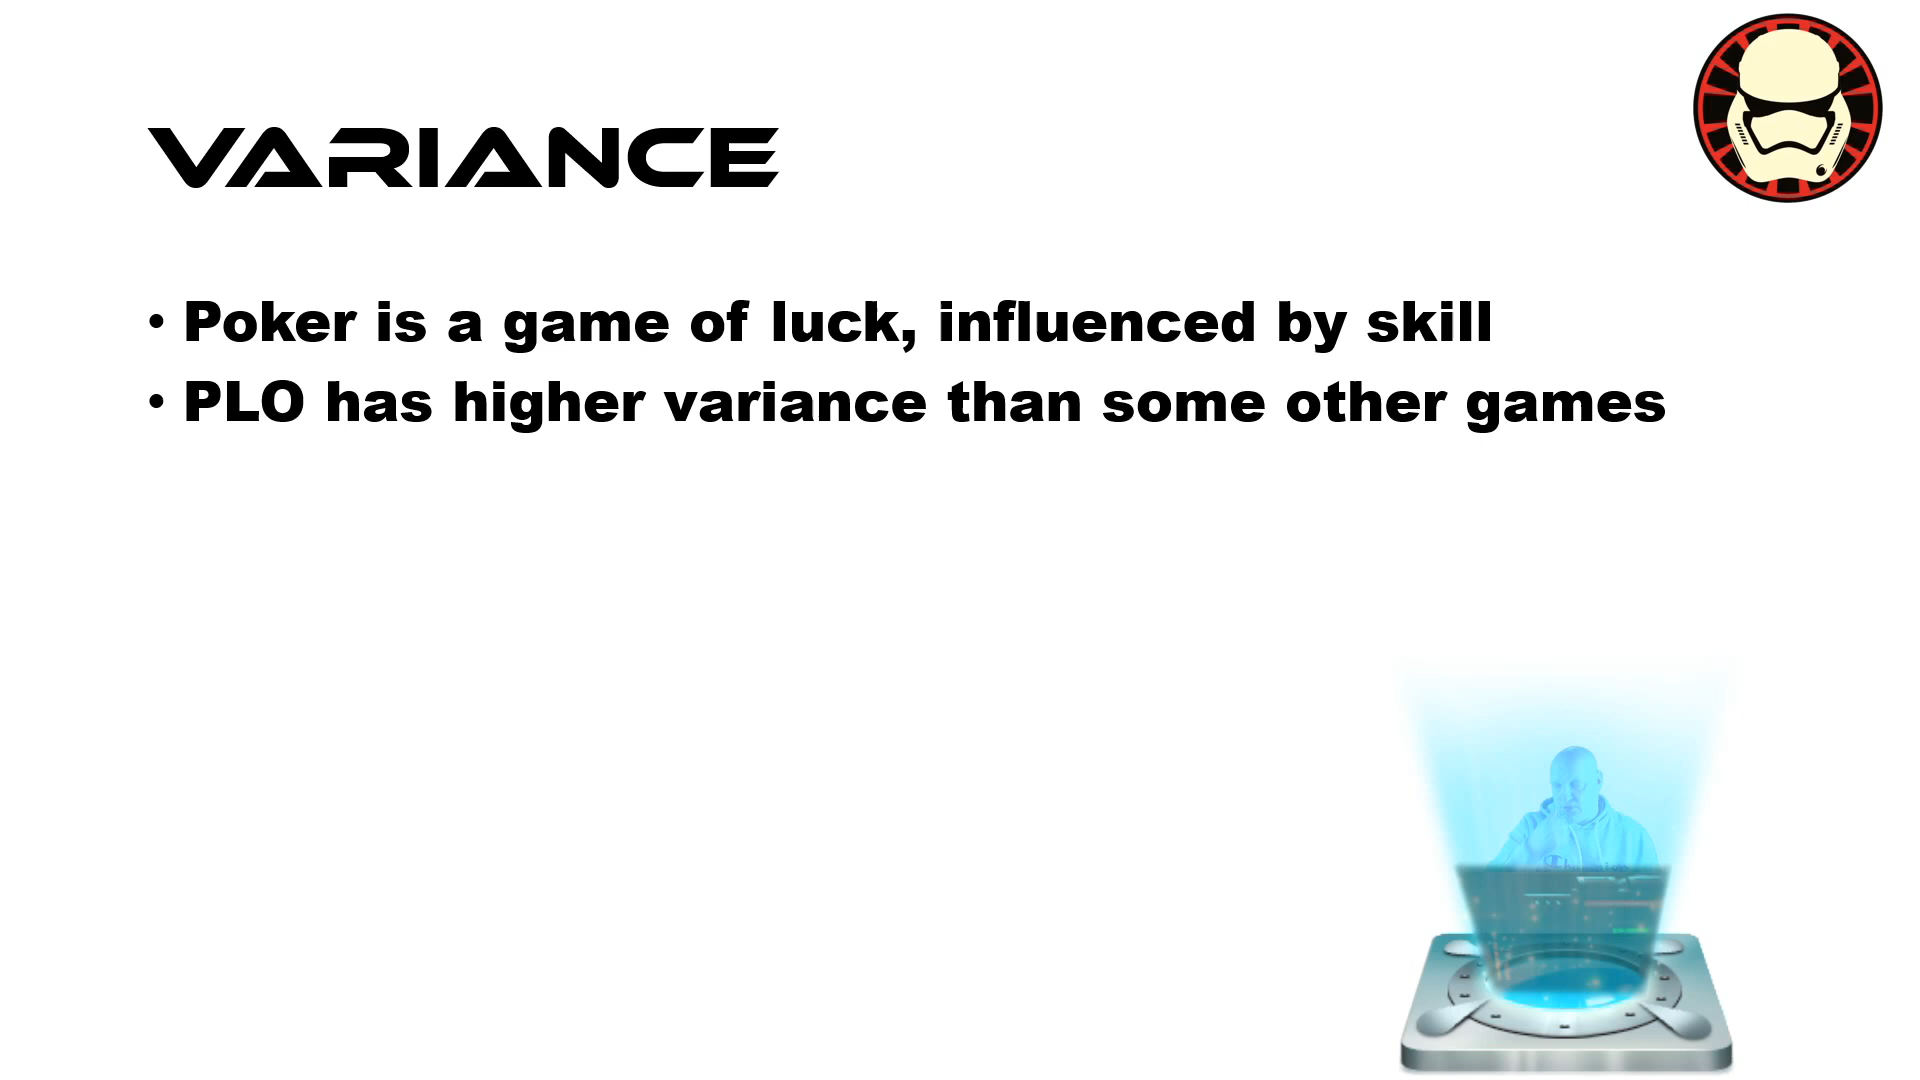 VARIANCE
• Poker is a game of luck, influenced by skill
• PLO has higher variance than some other games